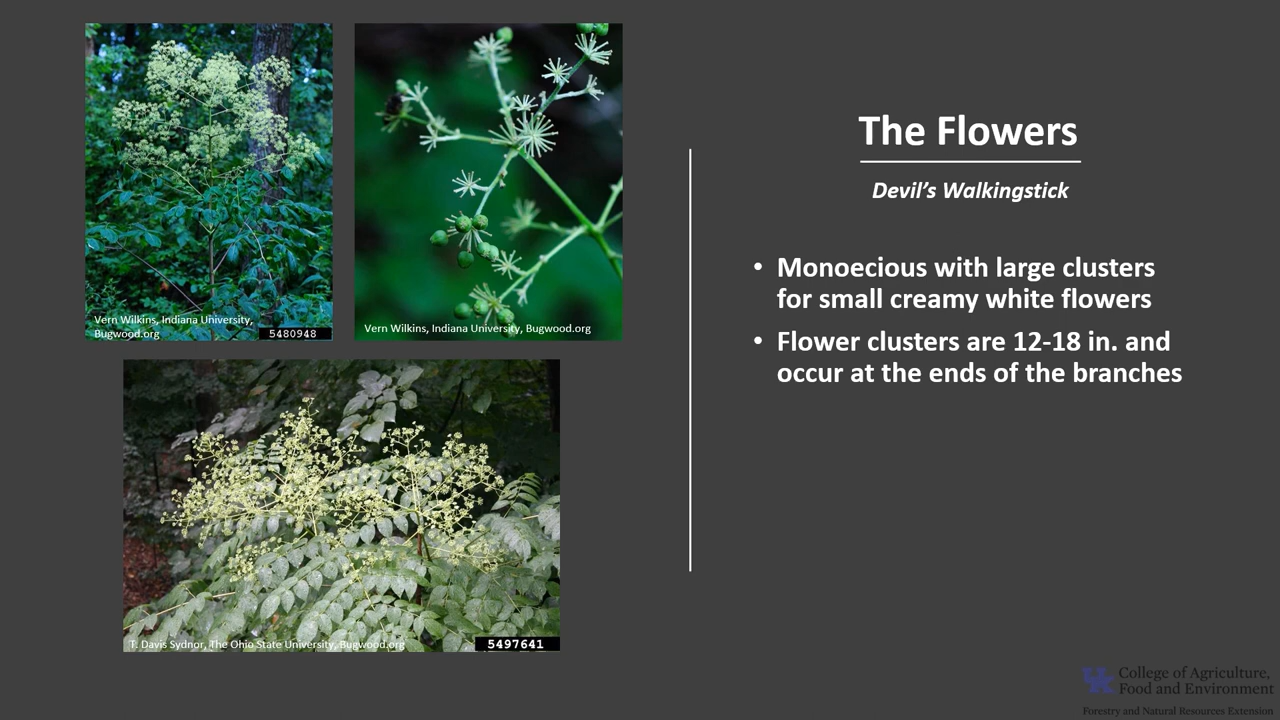 Vern Wilkins, Indiana University,
Bugwood.org
5480948
Vern Wilkins, Indiana University, Bugwood.org
T. Davis Sydnor, The Ohio State University, Bugwood.org
5497641
The Flowers
Devil's Walkingstick
• Monoecious with large clusters
for small creamy white flowers
• Flower clusters are 12-18 in. and
occur at the ends of the branches
UK
College of Agriculture,
Food and Environment
Forestry and Natural Resources Extension